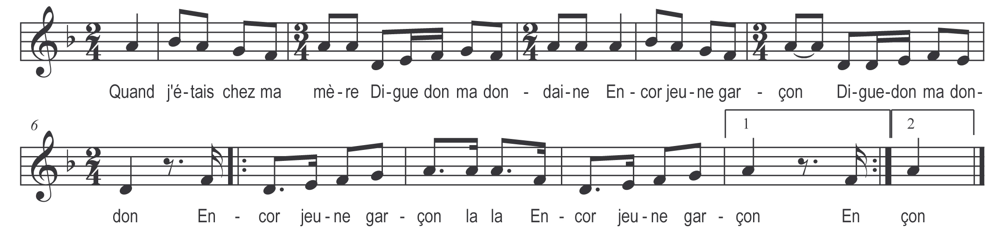 Quand j'é-tais chez ma mè-re Di-gue don ma don - dai-ne En-cor jeu-ne gar - çon Di-gue-don ma don-
6
1 2
don En - cor jeu-ne gar - çon la la En - cor jeu-ne gar - çon En çon